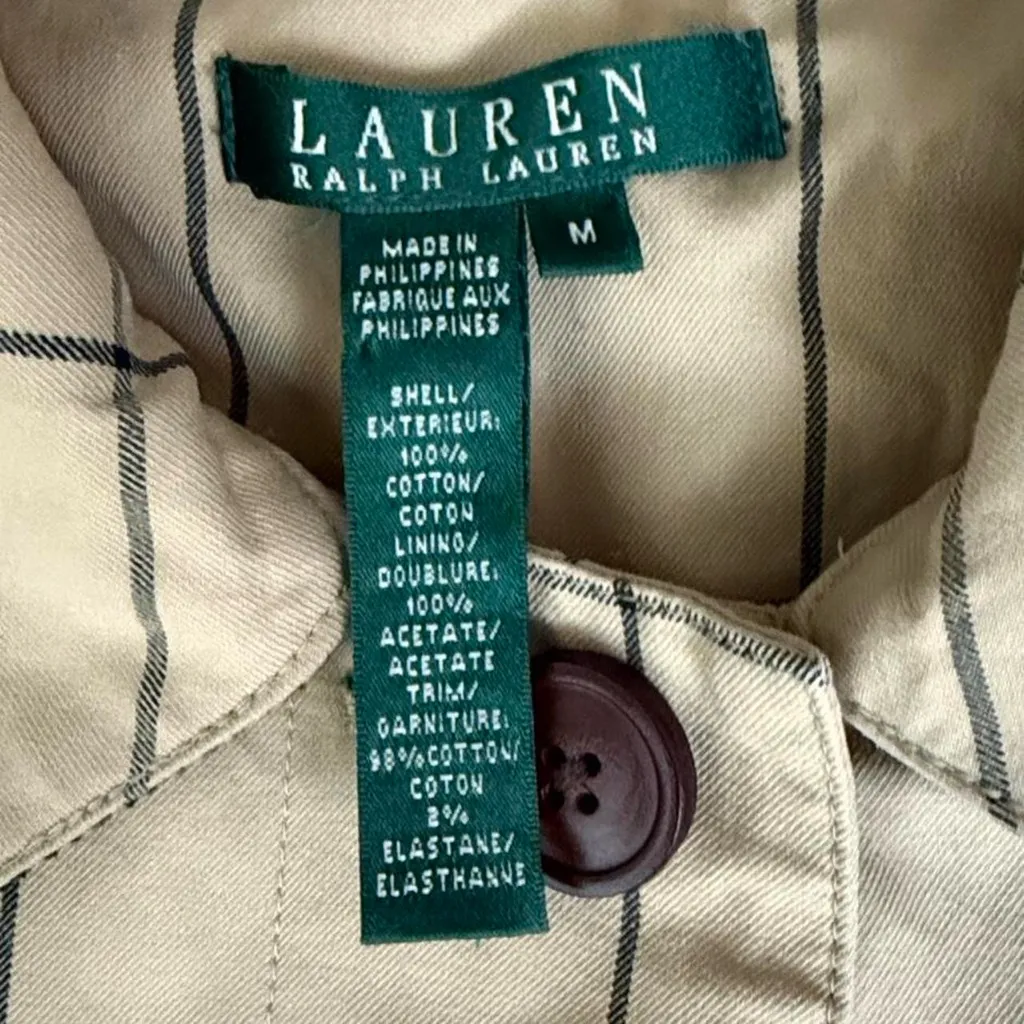 LAUREN
RALPH LAUREN
M
MADE IN
PHILIPPINES
FABRIQUE AUX
PHILIPPINES
SHELL/
EXTERIEUR:
100%
COTTON/
COTON
LINING/
DOUBLURE:
100%
ACETATE/
ACETATE
TRIM/
GARNITURE:
98%COTTON/
COTON
2%
ELASTANE/
ELASTHANNE